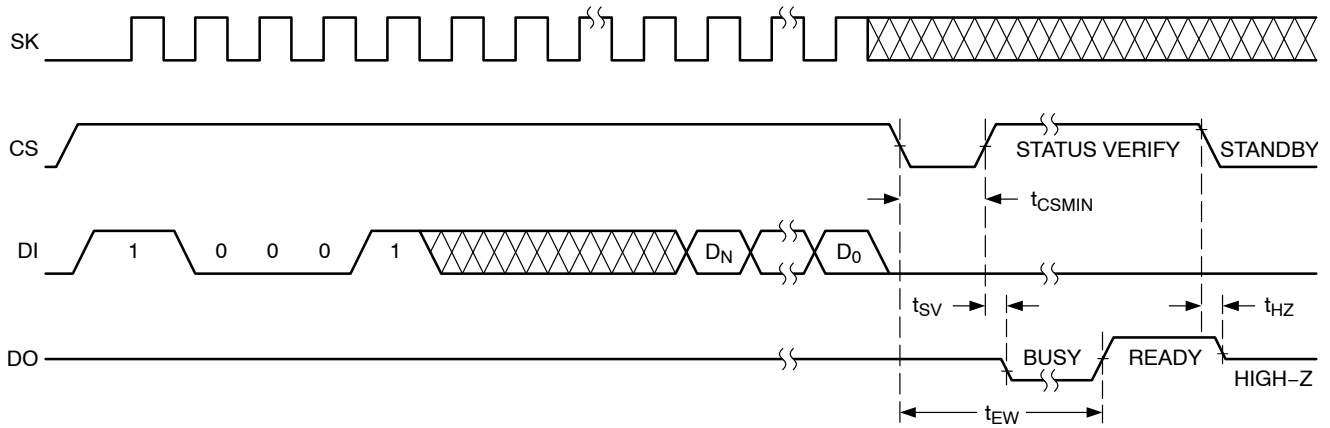 SK
CS
STATUS VERIFY
STANDBY
tCSMIN
DI
1 0 0 0 1 DN D0
tSV
tHZ
DO
BUSY
READY
HIGH–Z
tEW